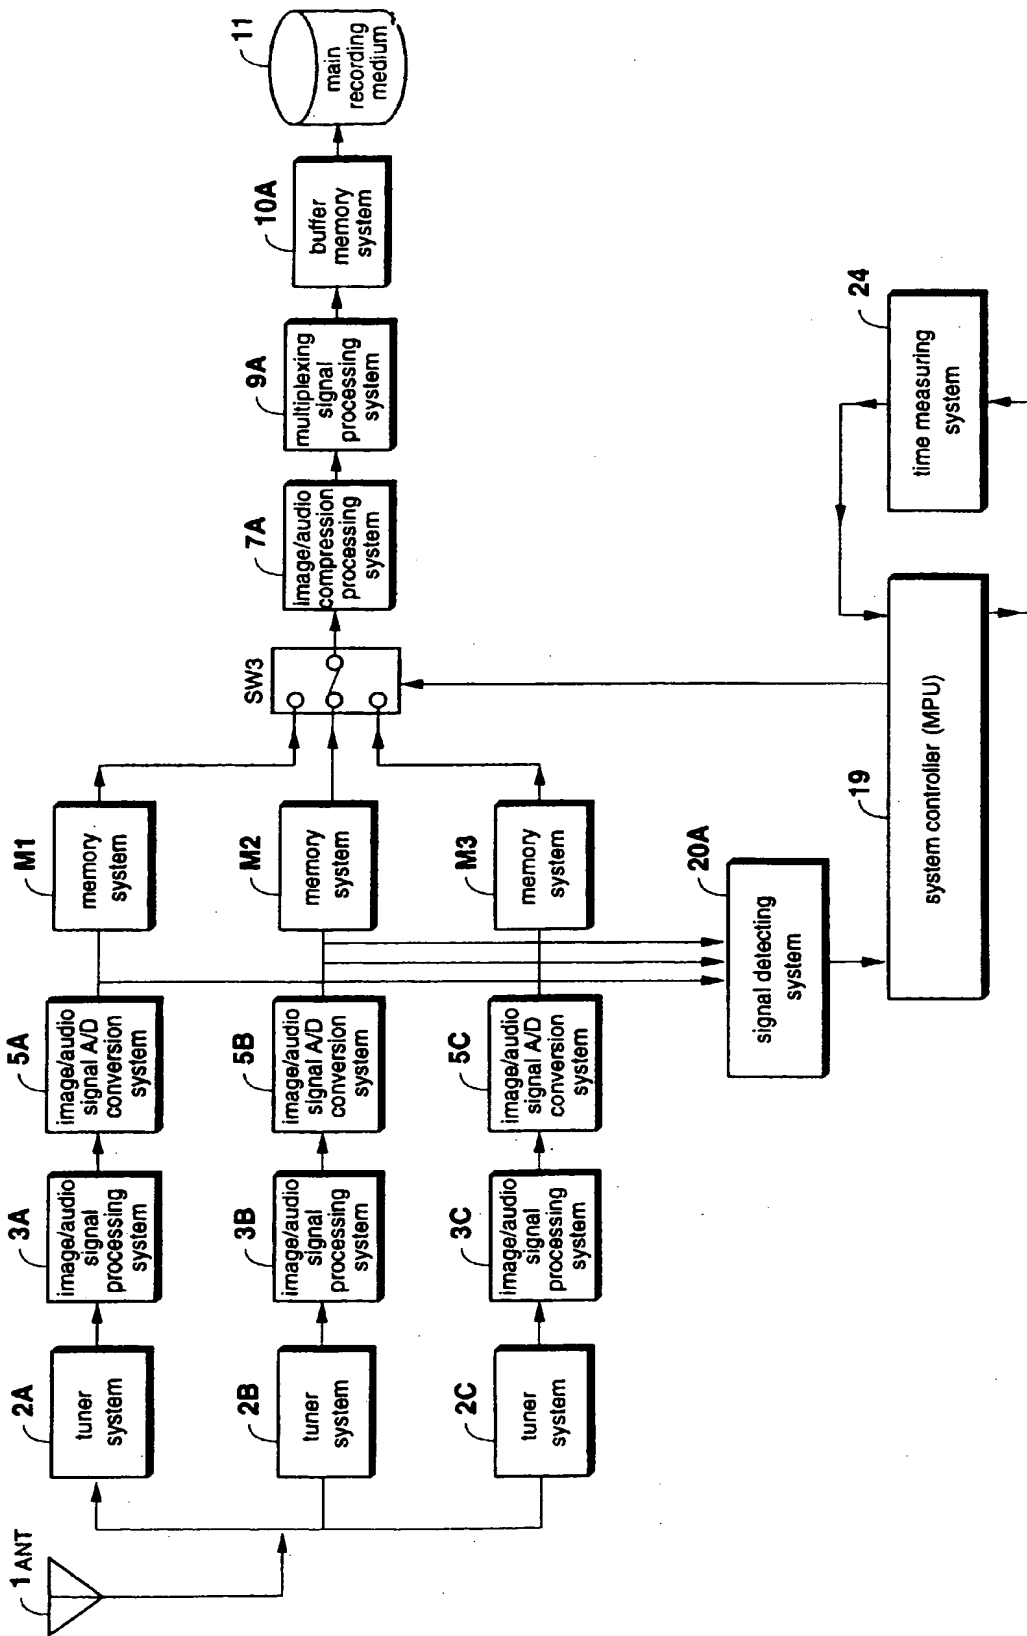 1 ANT
2A
tuner
system
3A
image/audio
signal
processing
system
5A
image/audio
signal A/D
conversion
system
M1
memory
system
2B
tuner
system
3B
image/audio
signal
processing
system
5B
image/audio
signal A/D
conversion
system
M2
memory
system
2C
tuner
system
3C
image/audio
signal
processing
system
5C
image/audio
signal A/D
conversion
system
M3
memory
system
SW3
7A
image/audio
compression
processing
system
9A
multiplexing
signal
processing
system
10A
buffer
memory
system
11
main
recording
medium
20A
signal detecting
system
19
system controller (MPU)
24
time measuring
system